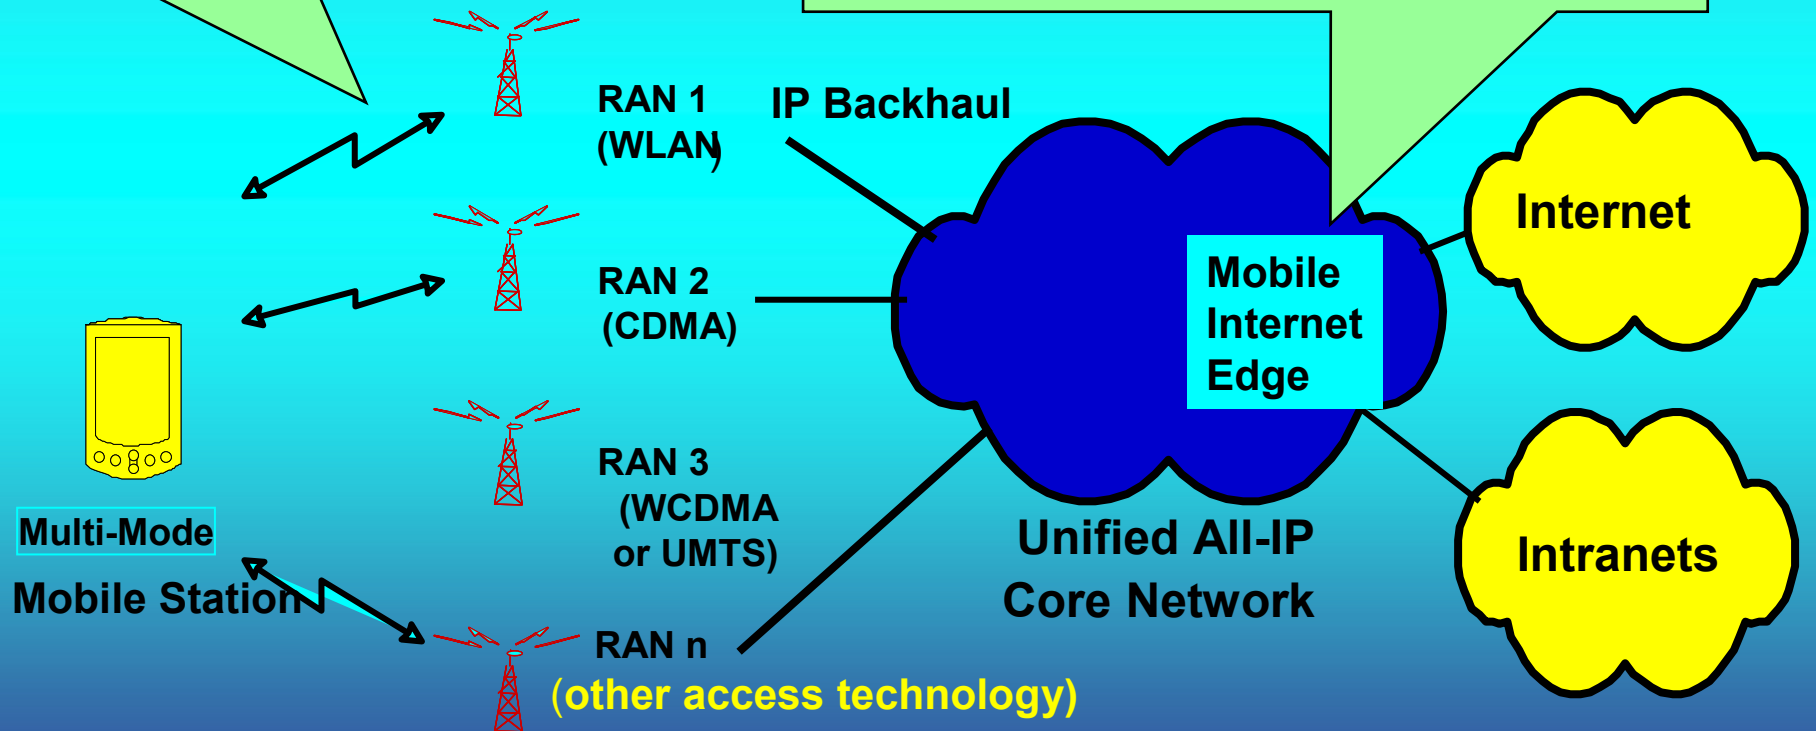 RAN 1
(WLAN)
IP Backhaul
Internet
RAN 2
(CDMA)
Mobile
Internet
Edge
RAN 3
(WCDMA
or UMTS)
Multi-Mode
Mobile Station
Unified All-IP
Core Network
Intranets
RAN n
(other access technology)